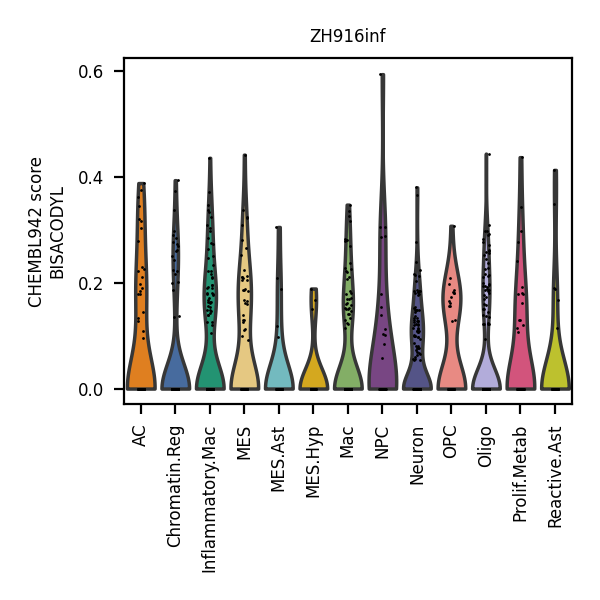 ZH916inf
CHEMBL942 score
BISACODYL
0.6
0.4
0.2
0.0
AC
Chromatin.Reg
Inflammatory.Mac
MES
MES.Ast
MES.Hyp
Mac
NPC
Neuron
OPC
Oligo
Prolif.Metab
Reactive.Ast